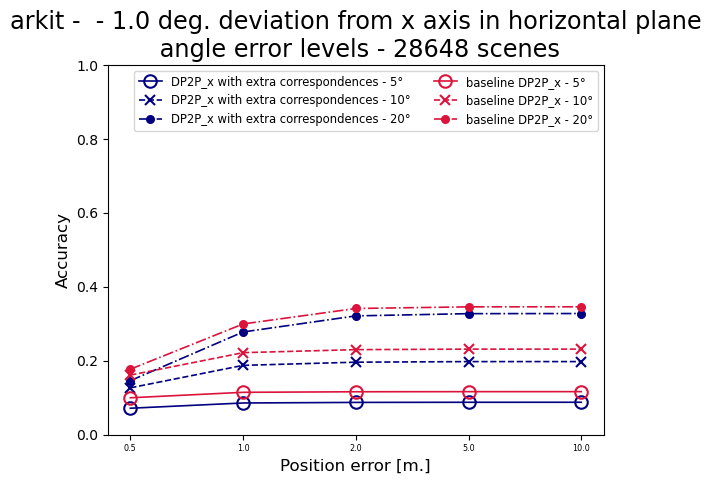 arkit -  - 1.0 deg. deviation from x axis in horizontal plane
angle error levels - 28648 scenes
DP2P_x with extra correspondences - 5°
DP2P_x with extra correspondences - 10°
DP2P_x with extra correspondences - 20°
baseline DP2P_x - 5°
baseline DP2P_x - 10°
baseline DP2P_x - 20°
Accuracy
1.0
0.8
0.6
0.4
0.2
0.0
0.5 1.0 2.0 5.0 10.0
Position error [m.]